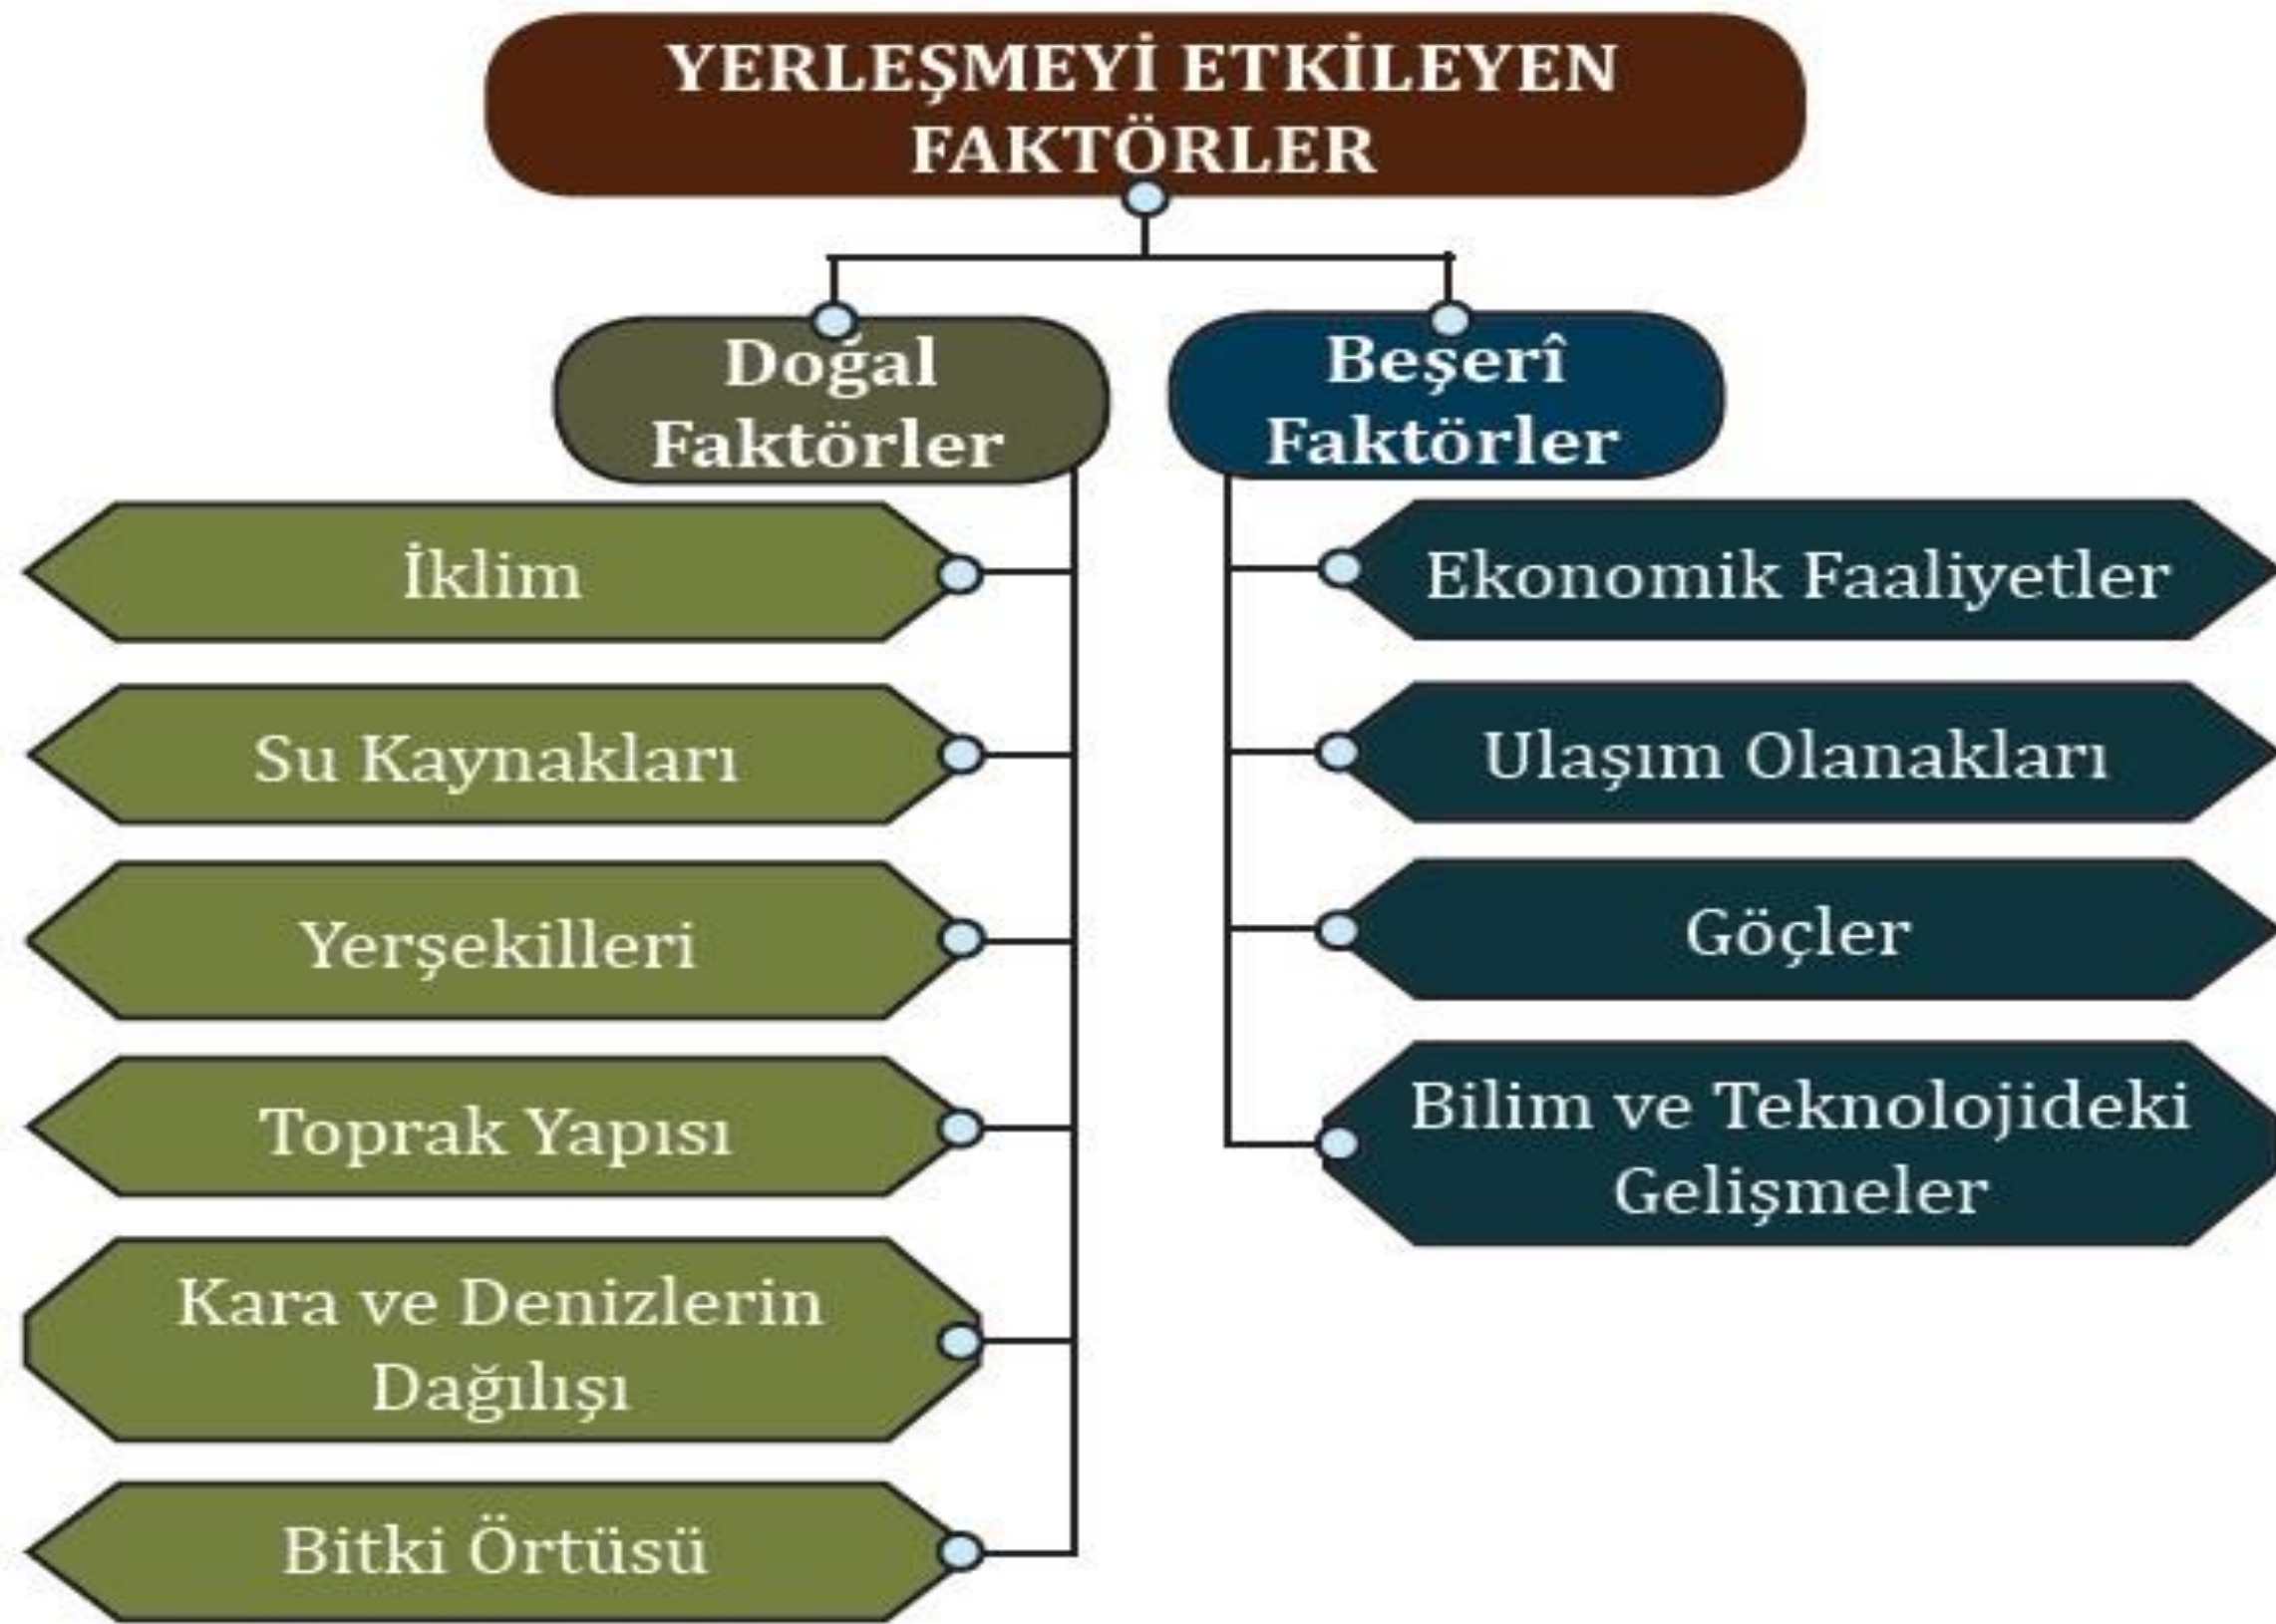 YERLEŞMEYİ ETKİLEYEN
FAKTÖRLER
Doğal
Faktörler
İklim
Su Kaynakları
Yerşekilleri
Toprak Yapısı
Kara ve Denizlerin
Dağılışı
Bitki Örtüsü
Beşerî
Faktörler
Ekonomik Faaliyetler
Ulaşım Olanakları
Göçler
Bilim ve Teknolojideki
Gelişmeler